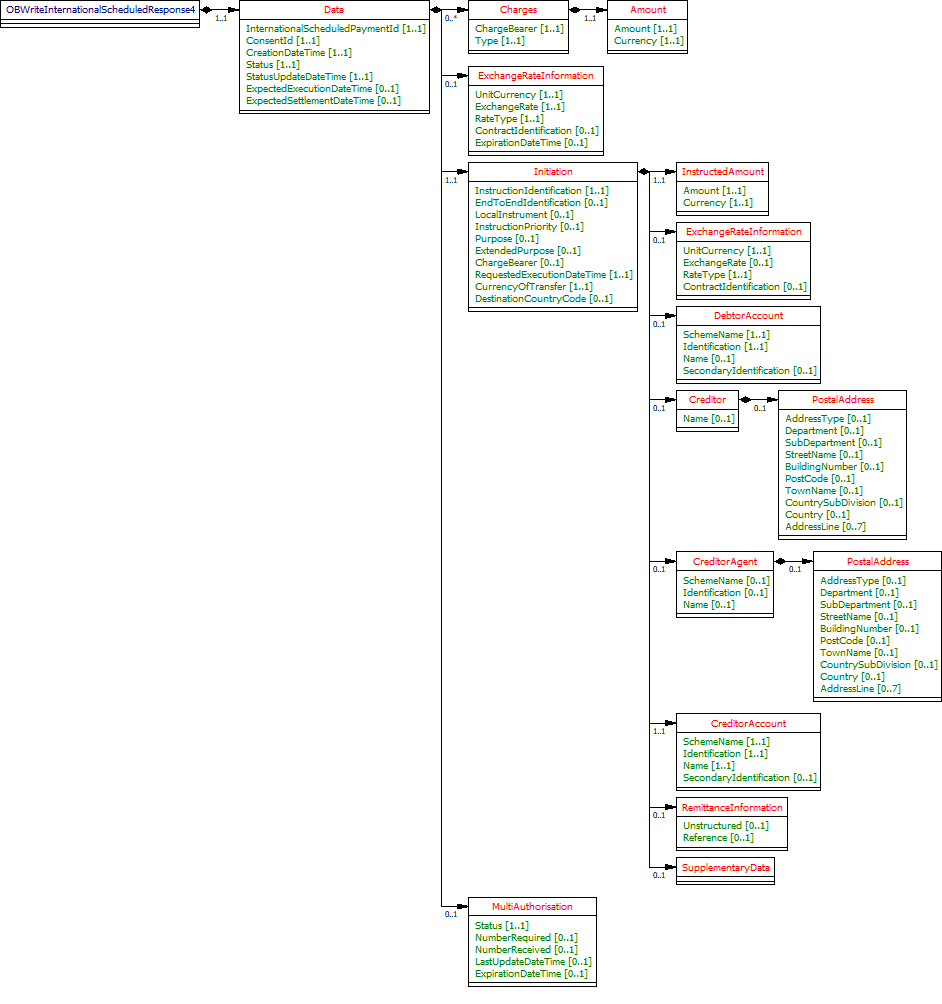 OBWriteInternationalScheduledResponse4
1..1
Data
InternationalScheduledPaymentId [1..1]
ConsentId [1..1]
CreationDateTime [1..1]
Status [1..1]
StatusUpdateDateTime [1..1]
ExpectedExecutionDateTime [0..1]
ExpectedSettlementDateTime [0..1]
0..*
Charges
ChargeBearer [1..1]
Type [1..1]
1..1
Amount
Amount [1..1]
Currency [1..1]
0..1
ExchangeRateInformation
UnitCurrency [1..1]
ExchangeRate [1..1]
RateType [1..1]
ContractIdentification [0..1]
ExpirationDateTime [0..1]
1..1
Initiation
InstructionIdentification [1..1]
EndToEndIdentification [0..1]
LocalInstrument [0..1]
InstructionPriority [0..1]
Purpose [0..1]
ExtendedPurpose [0..1]
ChargeBearer [0..1]
RequestedExecutionDateTime [1..1]
CurrencyOfTransfer [1..1]
DestinationCountryCode [0..1]
1..1
InstructedAmount
Amount [1..1]
Currency [1..1]
0..1
ExchangeRateInformation
UnitCurrency [1..1]
ExchangeRate [0..1]
RateType [1..1]
ContractIdentification [0..1]
0..1
DebtorAccount
SchemeName [1..1]
Identification [1..1]
Name [0..1]
SecondaryIdentification [0..1]
0..1
Creditor
Name [0..1]
0..1
PostalAddress
AddressType [0..1]
Department [0..1]
SubDepartment [0..1]
StreetName [0..1]
BuildingNumber [0..1]
PostCode [0..1]
TownName [0..1]
CountrySubDivision [0..1]
Country [0..1]
AddressLine [0..7]
0..1
CreditorAgent
SchemeName [0..1]
Identification [0..1]
Name [0..1]
0..1
PostalAddress
AddressType [0..1]
Department [0..1]
SubDepartment [0..1]
StreetName [0..1]
BuildingNumber [0..1]
PostCode [0..1]
TownName [0..1]
CountrySubDivision [0..1]
Country [0..1]
AddressLine [0..7]
1..1
CreditorAccount
SchemeName [1..1]
Identification [1..1]
Name [1..1]
SecondaryIdentification [0..1]
0..1
RemittanceInformation
Unstructured [0..1]
Reference [0..1]
0..1
SupplementaryData
0..1
MultiAuthorisation
Status [1..1]
NumberRequired [0..1]
NumberReceived [0..1]
LastUpdateDateTime [0..1]
ExpirationDateTime [0..1]